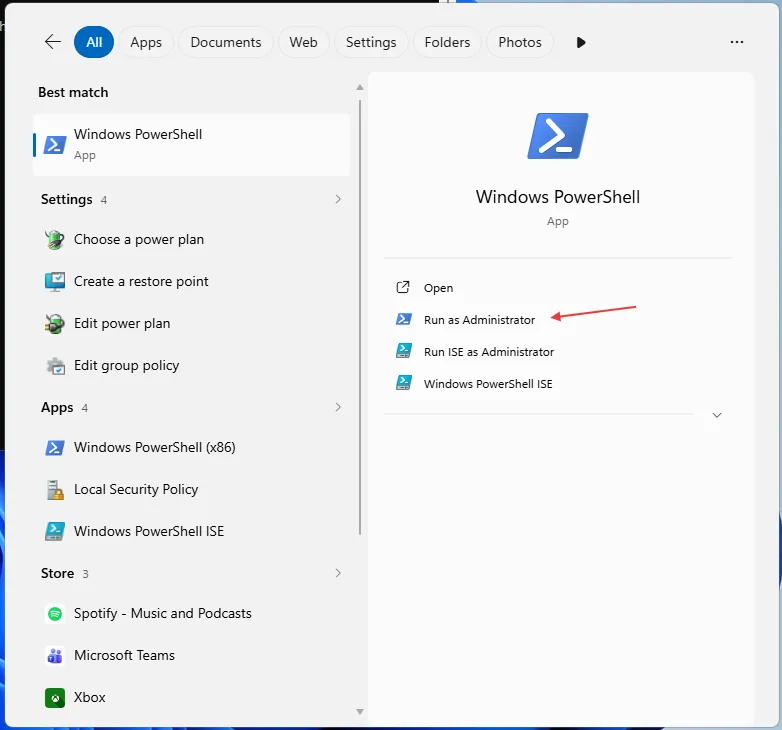 All Apps Documents Web Settings Folders Photos
Best match
Windows PowerShell
App
Settings 4
Choose a power plan
Create a restore point
Edit power plan
Edit group policy
Apps 4
Windows PowerShell (x86)
Local Security Policy
Windows PowerShell ISE
Store 3
Spotify - Music and Podcasts
Microsoft Teams
Xbox
Windows PowerShell
App
Open
Run as Administrator
Run ISE as Administrator
Windows PowerShell ISE